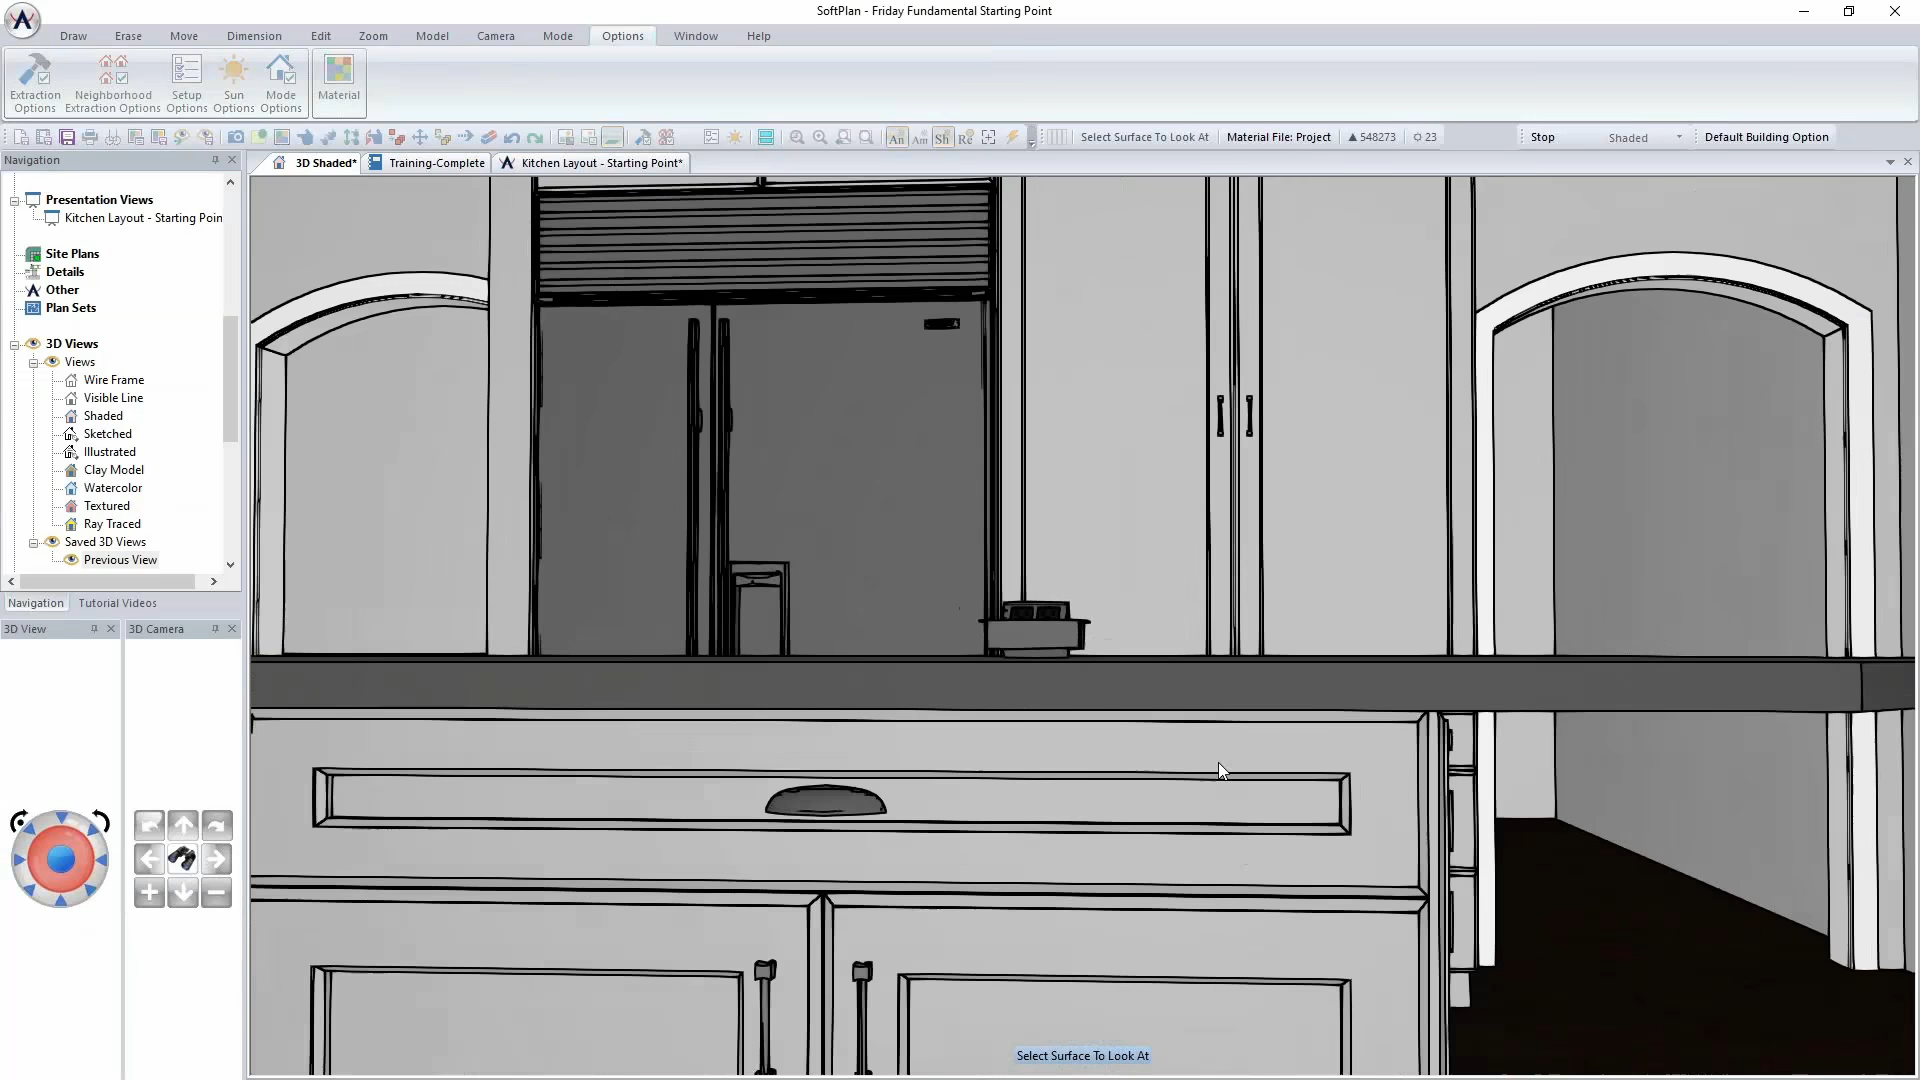 SoftPlan - Friday Fundamental Starting Point
Draw Erase Move Dimension Edit Zoom Model Camera Mode Options Window Help
Extraction Options
Neighborhood Extraction Options
Setup Options
Sun Options
Mode Options
Material
An Am Sh Re
Select Surface To Look At
Material File: Project
548273
23
Stop
Shaded
Default Building Option
Navigation
3D Shaded*
Training-Complete
Kitchen Layout - Starting Point*
Presentation Views
Kitchen Layout - Starting Poin
Site Plans
Details
Other
Plan Sets
3D Views
Views
Wire Frame
Visible Line
Shaded
Sketched
Illustrated
Clay Model
Watercolor
Textured
Ray Traced
Saved 3D Views
Previous View
Navigation
Tutorial Videos
3D View
3D Camera
Select Surface To Look At